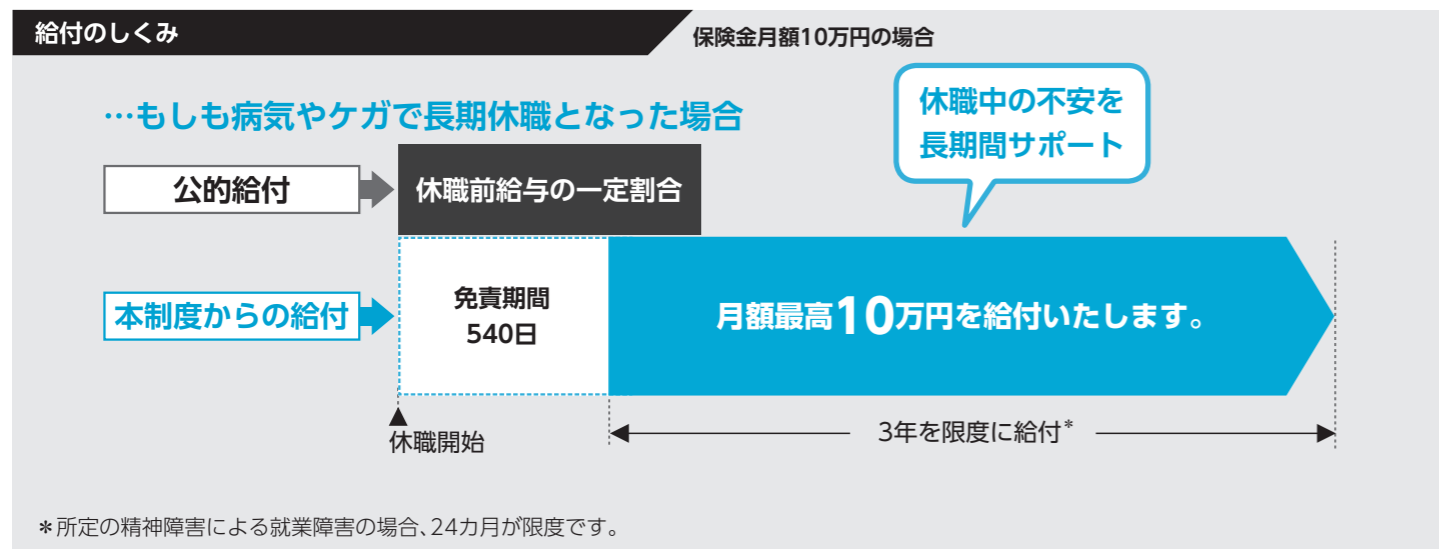 給付のしくみ
保険金月額10万円の場合
…もしも病気やケガで長期休職となった場合
休職中の不安を
長期間サポート
公的給付
休職前給与の一定割合
本制度からの給付
免責期間
540日
月額最高10万円を給付いたします。
▲
休職開始
3年を限度に給付*
*所定の精神障害による就業障害の場合、24カ月が限度です。